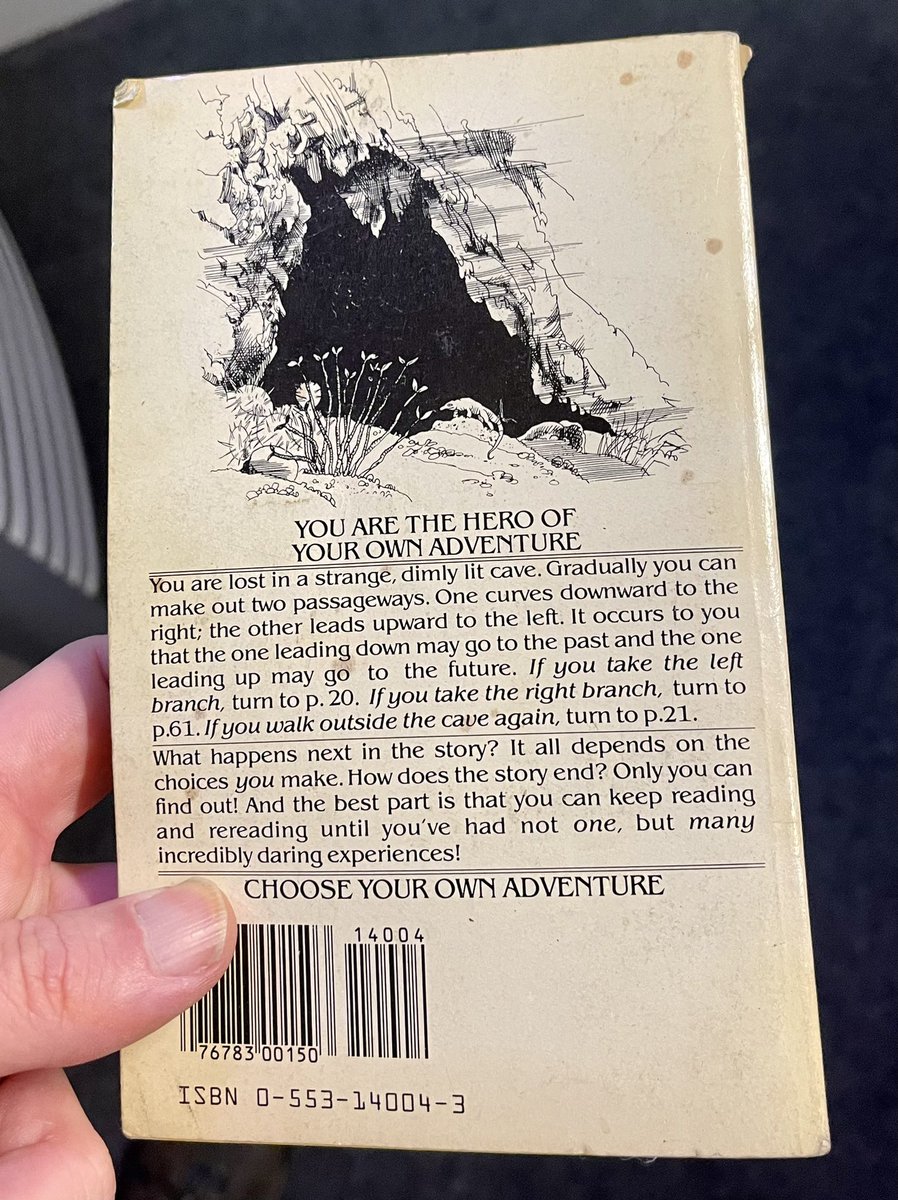 YOU ARE THE HERO OF
YOUR OWN ADVENTURE
You are lost in a strange, dimly lit cave. Gradually you can
make out two passageways. One curves downward to the
right; the other leads upward to the left. It occurs to you
that the one leading down may go to the past and the one
leading up may go to the future. If you take the left
branch, turn to p. 20. If you take the right branch, turn to
p.61. If you walk outside the cave again, turn to p.21.
What happens next in the story? It all depends on the
choices you make. How does the story end? Only you can
find out! And the best part is that you can keep reading
and rereading until you've had not one, but many
incredibly daring experiences!
CHOOSE YOUR OWN ADVENTURE
14004
76783 00150
ISBN 0-553-14004-3